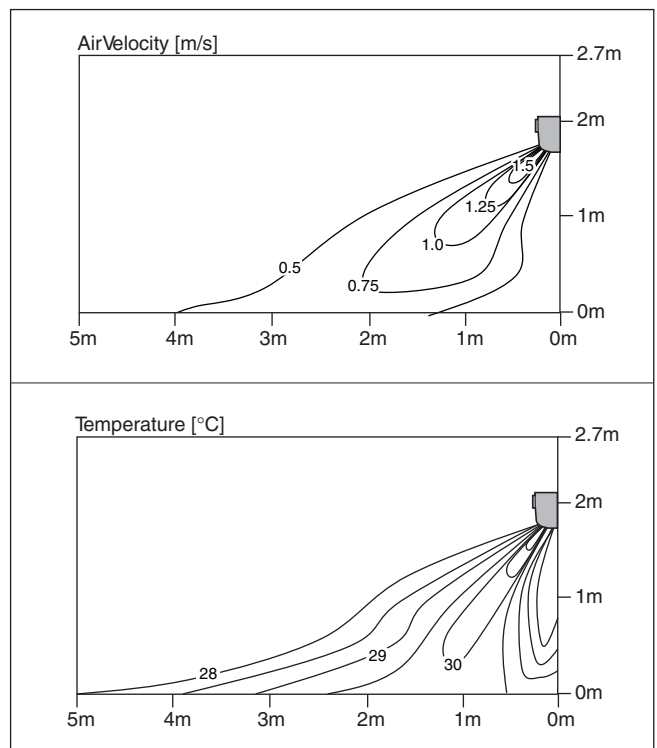 AirVelocity [m/s]
2.7m
2m
1.5
1.25
1m
1.0
0.5
0.75
0m
5m 4m 3m 2m 1m 0m
Temperature [°C]
2.7m
2m
1m
28
29
30
0m
5m 4m 3m 2m 1m 0m